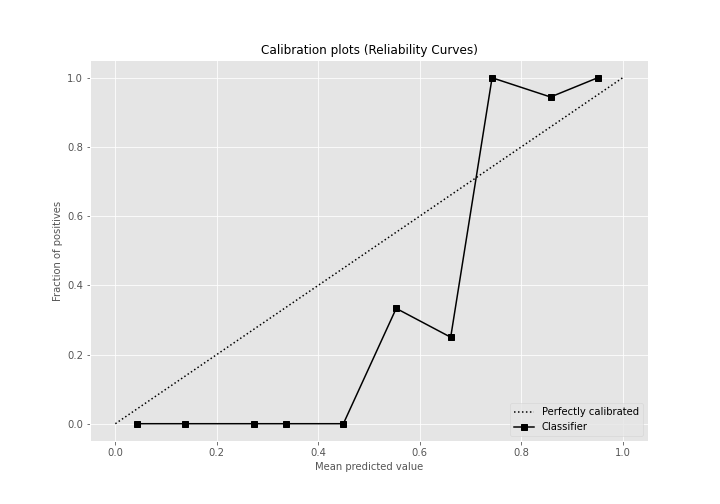 Calibration plots (Reliability Curves)
1.0
0.8
0.6
0.4
0.2
0.0
Fraction of positives
0.0 0.2 0.4 0.6 0.8 1.0
Mean predicted value
Perfectly calibrated
Classifier